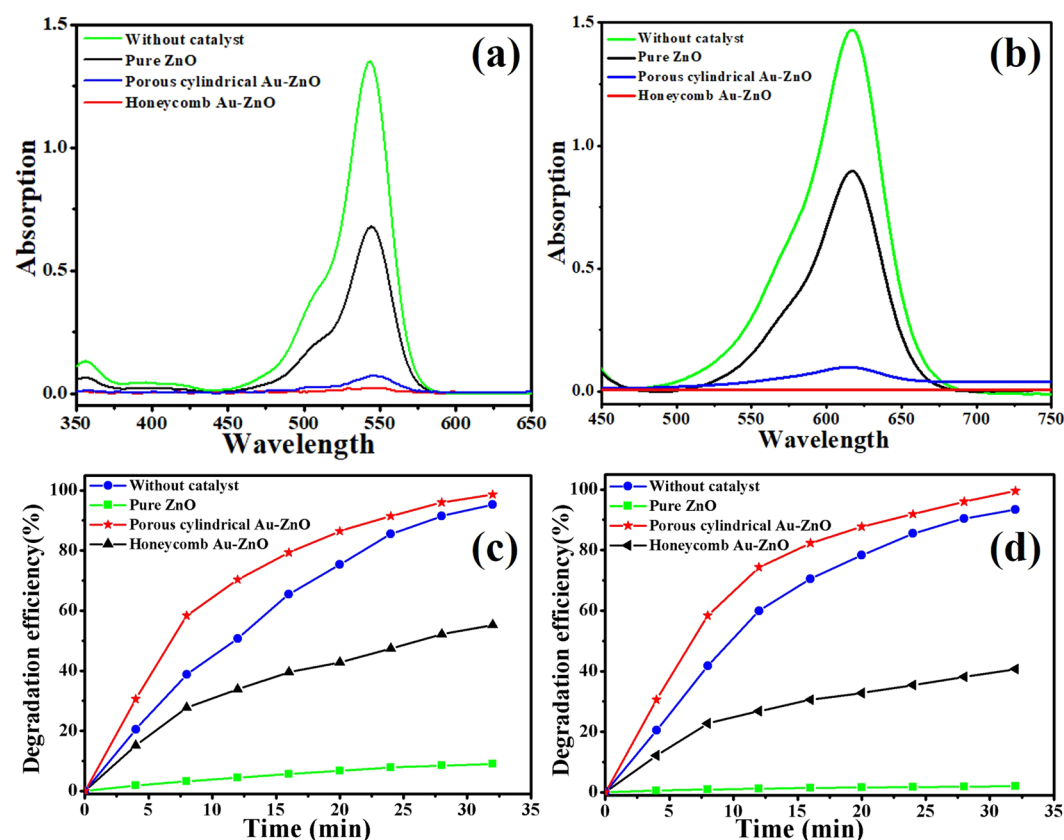 1.5
1.0
0.5
0.0
Absorption
Without catalyst
Pure ZnO
Porous cylindrical Au-ZnO
Honeycomb Au-ZnO
(a)
350 400 450 500 550 600 650
Wavelength
1.5
1.0
0.5
0.0
Absorption
Without catalyst
Pure ZnO
Porous cylindrical Au-ZnO
Honeycomb Au-ZnO
(b)
450 500 550 600 650 700 750
Wavelength
100
80
60
40
20
0
Degradation efficiency(%)
Without catalyst
Pure ZnO
Porous cylindrical Au-ZnO
Honeycomb Au-ZnO
(c)
0 5 10 15 20 25 30 35
Time (min)
100
80
60
40
20
0
Degradation efficiency(%)
Without catalyst
Pure ZnO
Porous cylindrical Au-ZnO
Honeycomb Au-ZnO
(d)
0 5 10 15 20 25 30 35
Time (min)